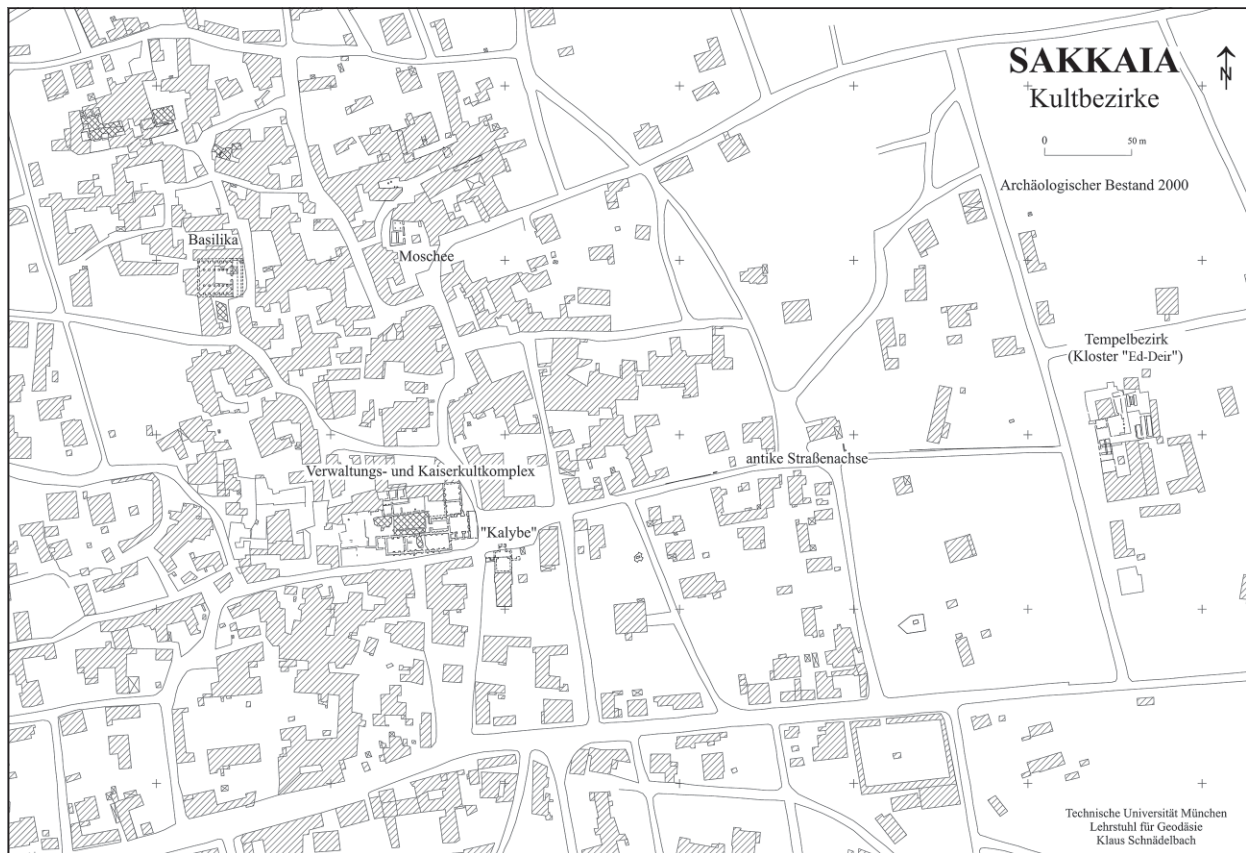 SAKKAIA
Kultbezirke
N
0 50 m
Archäologischer Bestand 2000
Basilika
Moschee
Tempelbezirk
(Kloster "Ed-Deir")
antike Straßenachse
Verwaltungs- und Kaiserkultkomplex
"Kalybe"
Technische Universität München
Lehrstuhl für Geodäsie
Klaus Schnädelbach